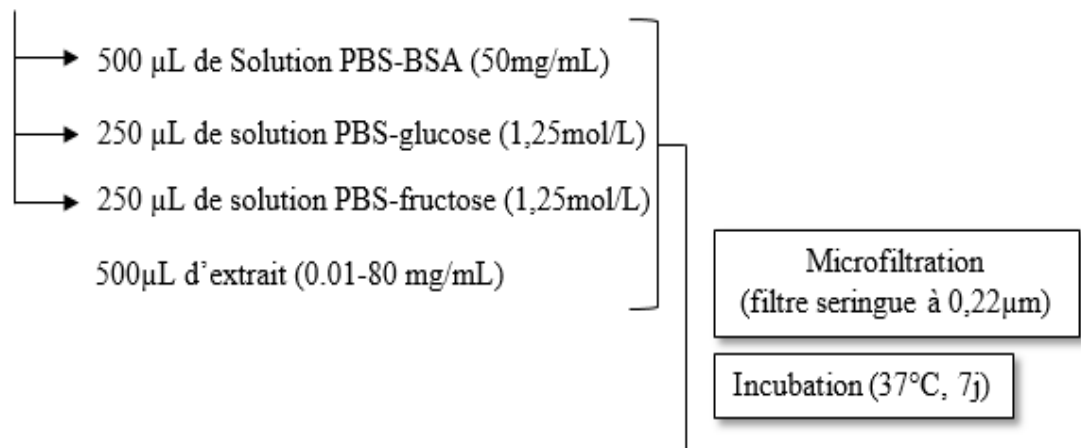 500 µL de Solution PBS-BSA (50mg/mL)
250 µL de solution PBS-glucose (1,25mol/L)
250 µL de solution PBS-fructose (1,25mol/L)
500µL d’extrait (0.01-80 mg/mL)
Microfiltration
(filtre seringue à 0,22µm)
Incubation (37°C, 7j)